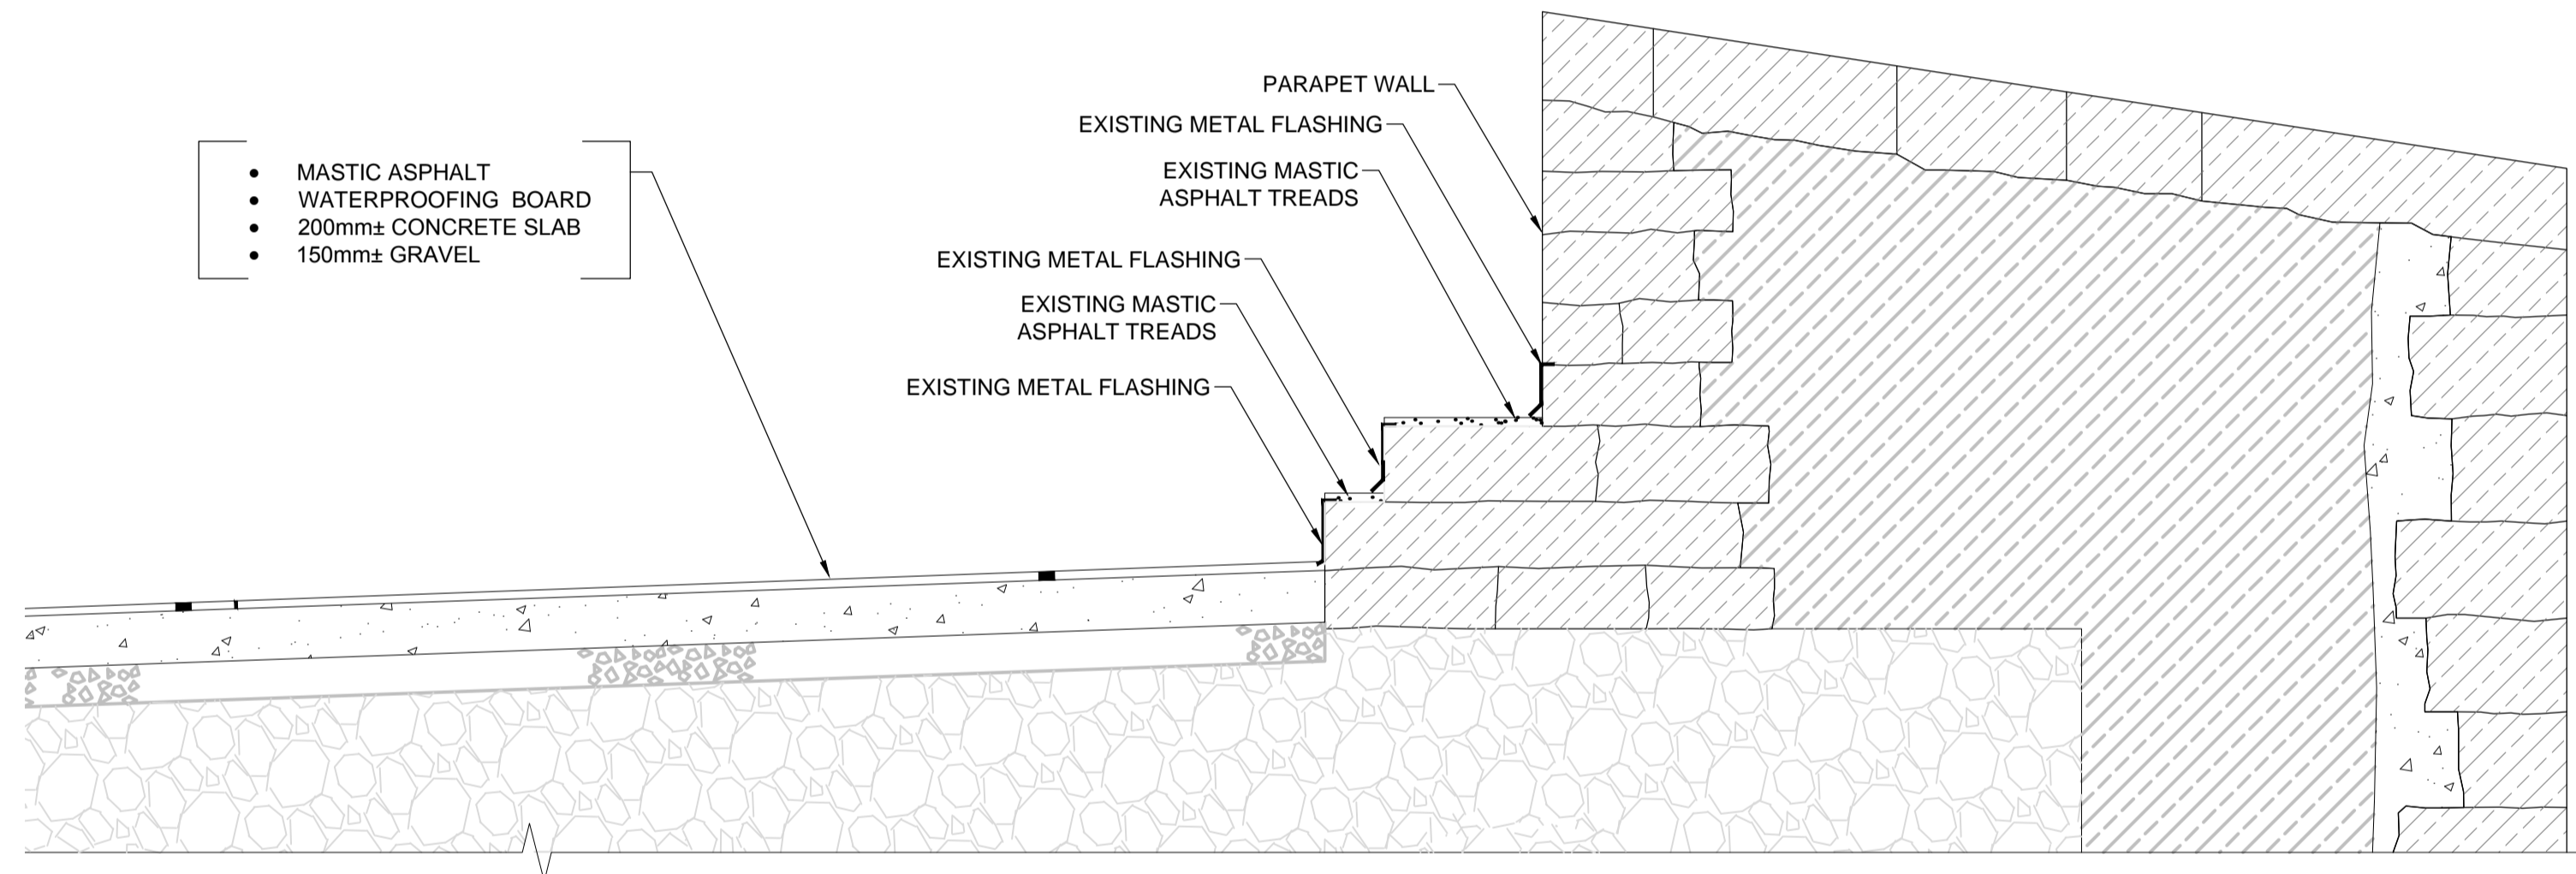 PARAPET WALL
EXISTING METAL FLASHING
EXISTING MASTIC
ASPHALT TREADS
EXISTING METAL FLASHING
EXISTING MASTIC
ASPHALT TREADS
EXISTING METAL FLASHING
• MASTIC ASPHALT
• WATERPROOFING BOARD
• 200mm± CONCRETE SLAB
• 150mm± GRAVEL